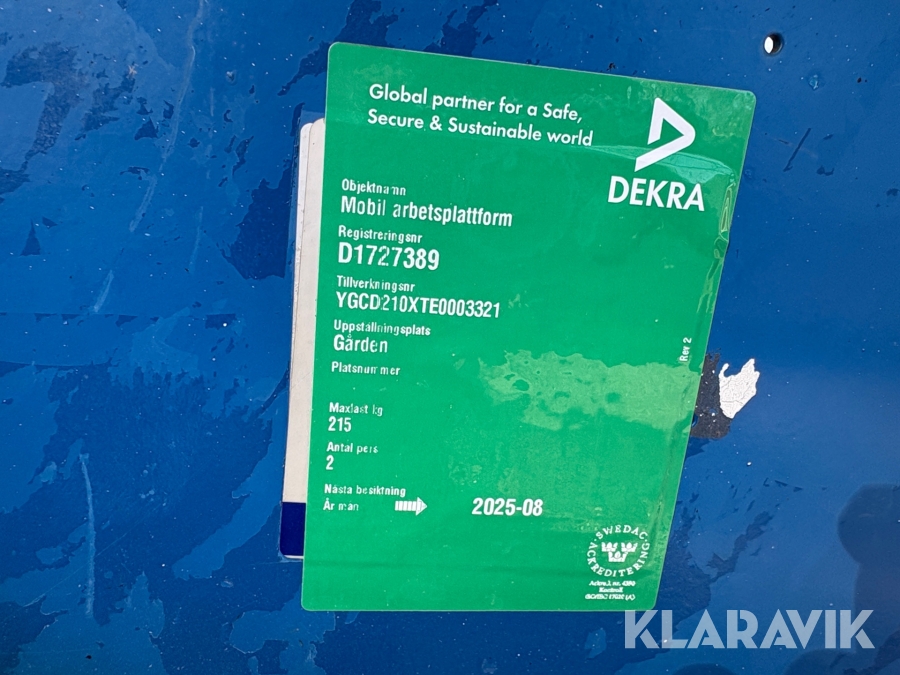 Global partner for a Safe,
Secure & Sustainable world
DEKRA
Objektnamn
Mobil arbetsplattform
Registreringsnr
D1727389
Tillverkningsnr
YGCD210XTE0003321
Uppställningsplats
Gården
Platsnummer
Rev 2
Maxlast kg
215
Antal pers
2
Nästa besiktning
År mån
2025-08
SWEDAC
ACKREDITERING
Kontroll
KLARAVIK